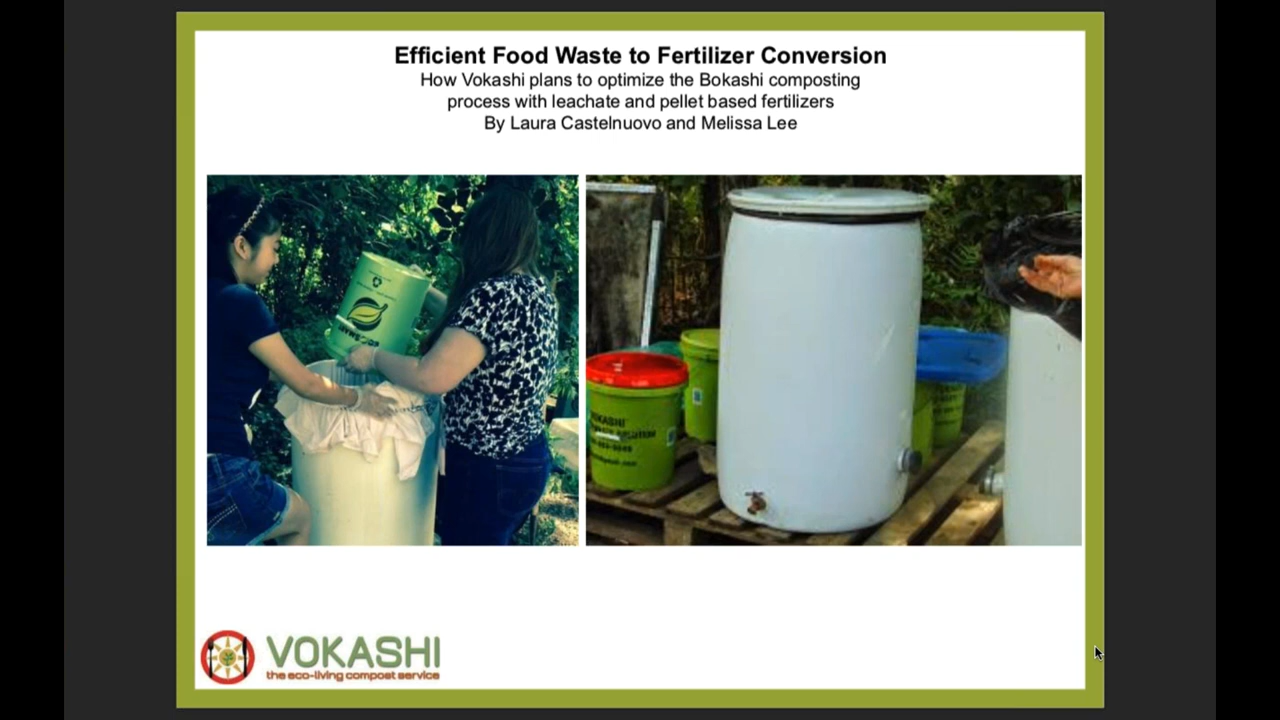 Efficient Food Waste to Fertilizer Conversion
How Vokashi plans to optimize the Bokashi composting
process with leachate and pellet based fertilizers
By Laura Castelnuovo and Melissa Lee
VOKASHI
VOKASHI
the eco-living compost service